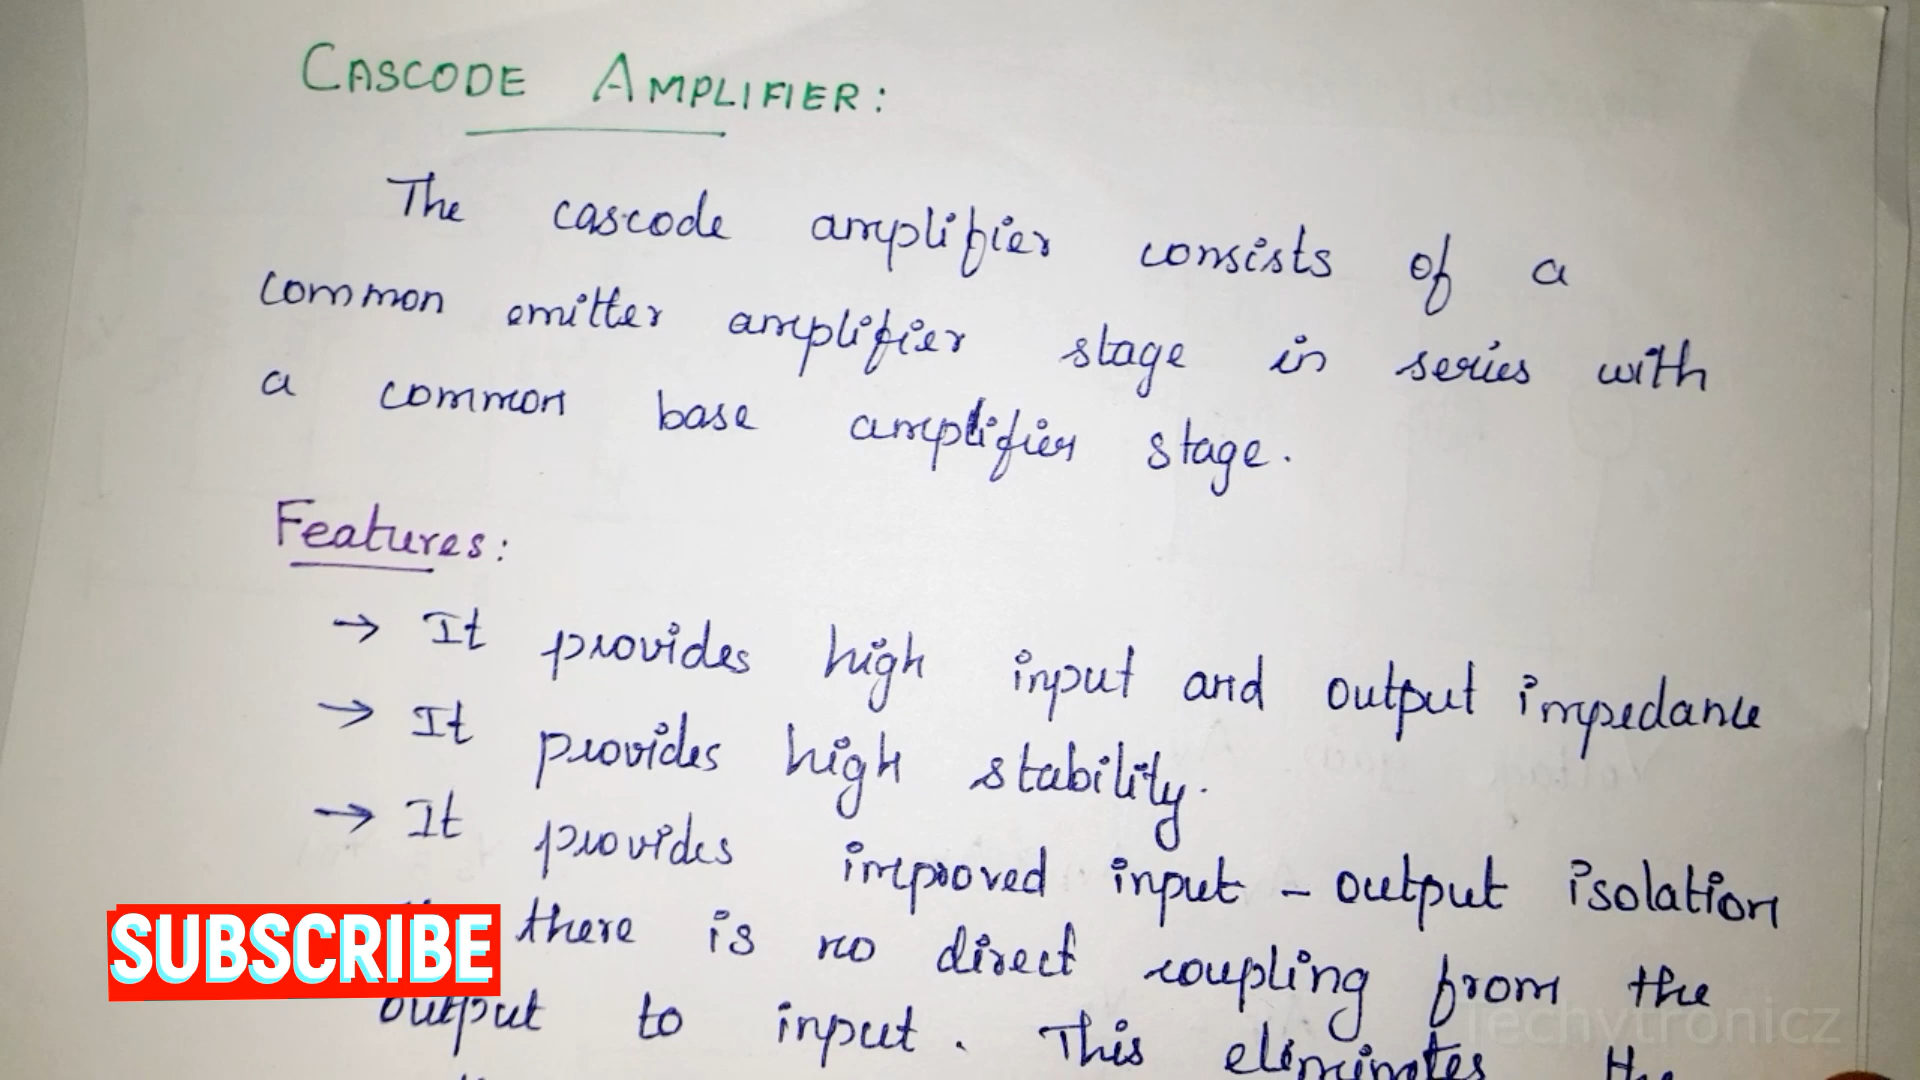 CASCODE AMPLIFIER:
The cascode amplifier consists of a
common emitter amplifier stage in series with
a common base amplifier stage.
Features:
→ It provides high input and output impedance
→ It provides high stability.
→ It provides improved input - output isolation
there is no direct coupling from the
SUBSCRIBE
output to input. This eliminates the
Techytronicz